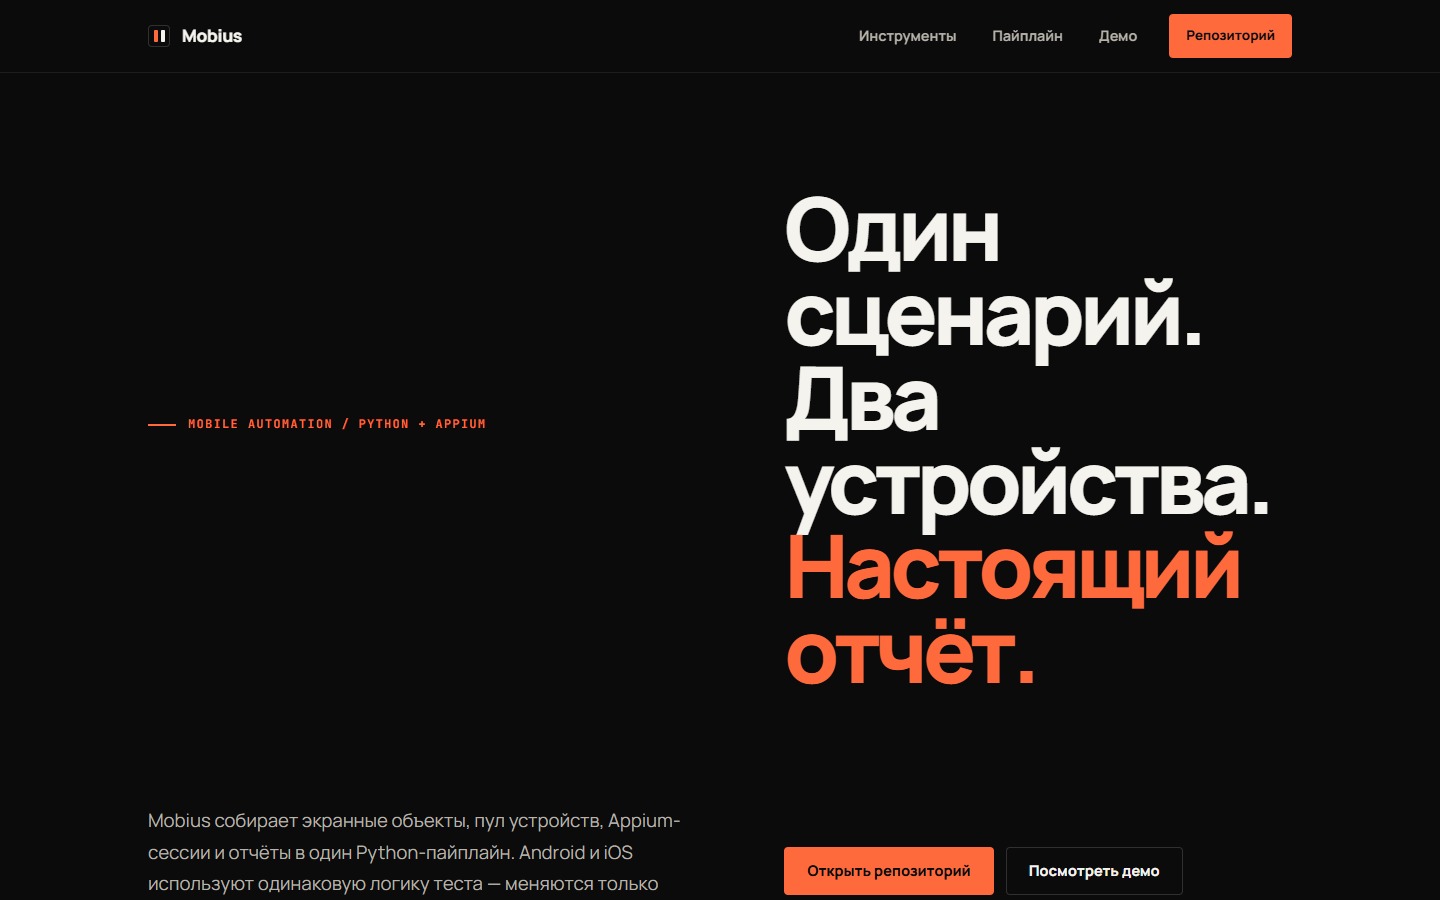 Mobius
Инструменты
Пайплайн
Демо
Репозиторий
MOBILE AUTOMATION / PYTHON + APPIUM
Один
сценарий.
Два
устройства.
Настоящий
отчёт.
Mobius собирает экранные объекты, пул устройств, Appium-
сессии и отчёты в один Python-пайплайн. Android и iOS
используют одинаковую логику теста — меняются только
Открыть репозиторий
Посмотреть демо